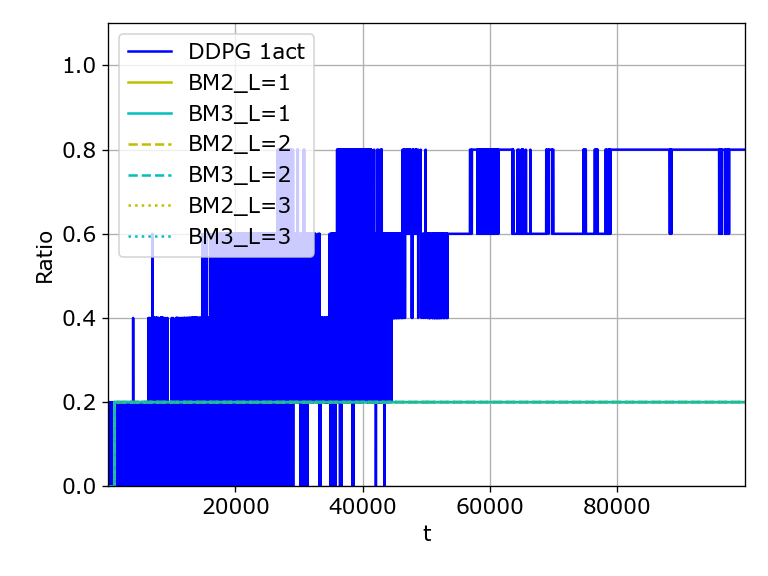 DDPG 1act
BM2_L=1
BM3_L=1
BM2_L=2
BM3_L=2
BM2_L=3
BM3_L=3
1.0
0.8
0.6
0.4
0.2
0.0
Ratio
20000 40000 60000 80000
t